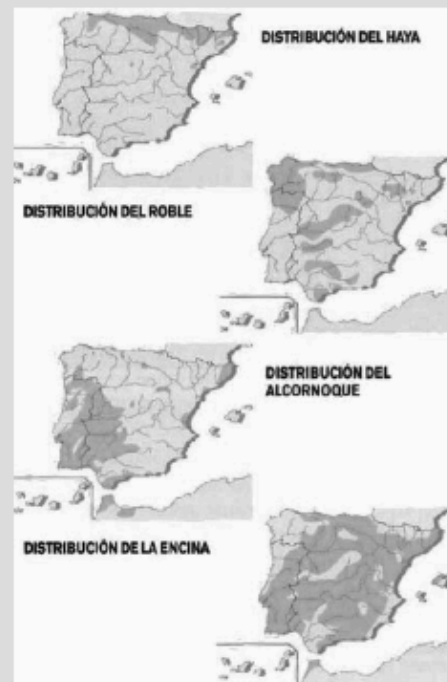 DISTRIBUCIÓN DEL HAYA
DISTRIBUCIÓN DEL ROBLE
DISTRIBUCIÓN DEL
ALCORNOQUE
DISTRIBUCIÓN DE LA ENCINA